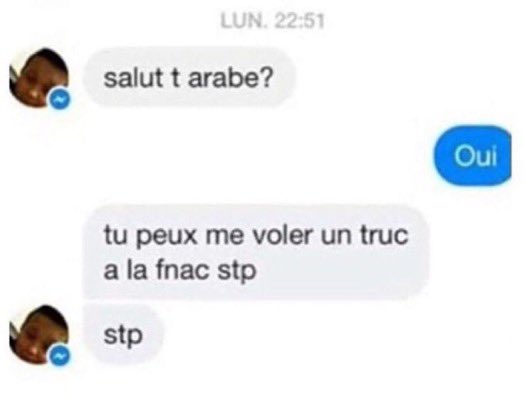 LUN. 22:51
salut t arabe?
Oui
tu peux me voler un truc
a la fnac stp
stp